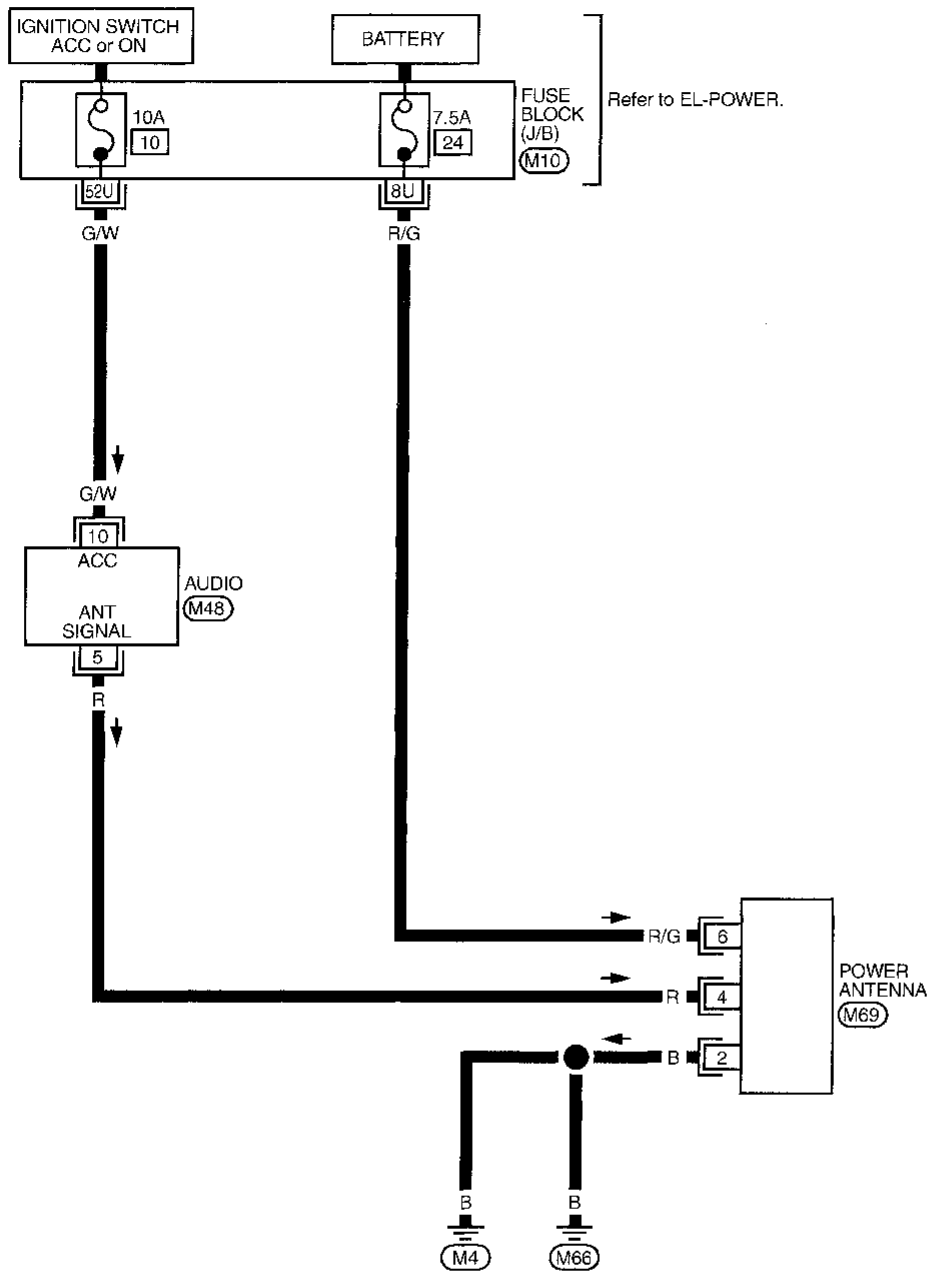 IGNITION SWITCH
ACC or ON
BATTERY
10A
10
7.5A
24
FUSE
BLOCK
(J/B)
M10
Refer to EL-POWER.
52U
8U
G/W
R/G
G/W
10
ACC
AUDIO
M48
ANT
SIGNAL
5
R
R/G
6
R
4
POWER
ANTENNA
M69
B
2
B
B
M4
M66